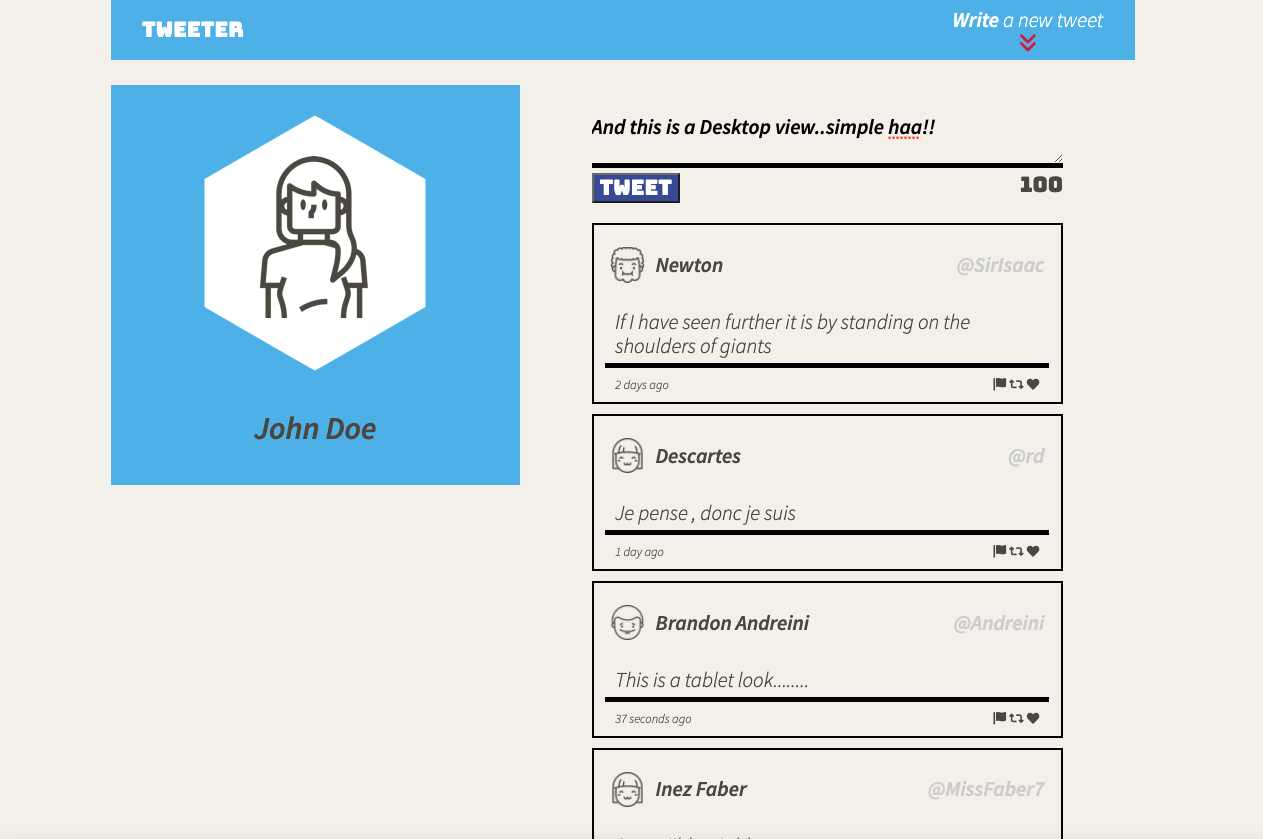 TWEETER
Write a new tweet
John Doe
And this is a Desktop view..simple haa!!
TWEET
100
Newton
@SirIsaac
If I have seen further it is by standing on the
shoulders of giants
2 days ago
Descartes
@rd
Je pense , donc je suis
1 day ago
Brandon Andreini
@Andreini
This is a tablet look........
37 seconds ago
Inez Faber
@MissFaber7